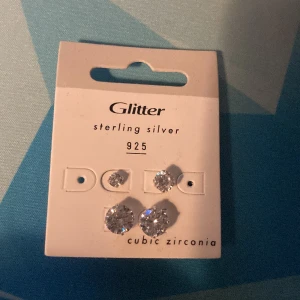 Glitter
sterling silver
925
cubic zirconia